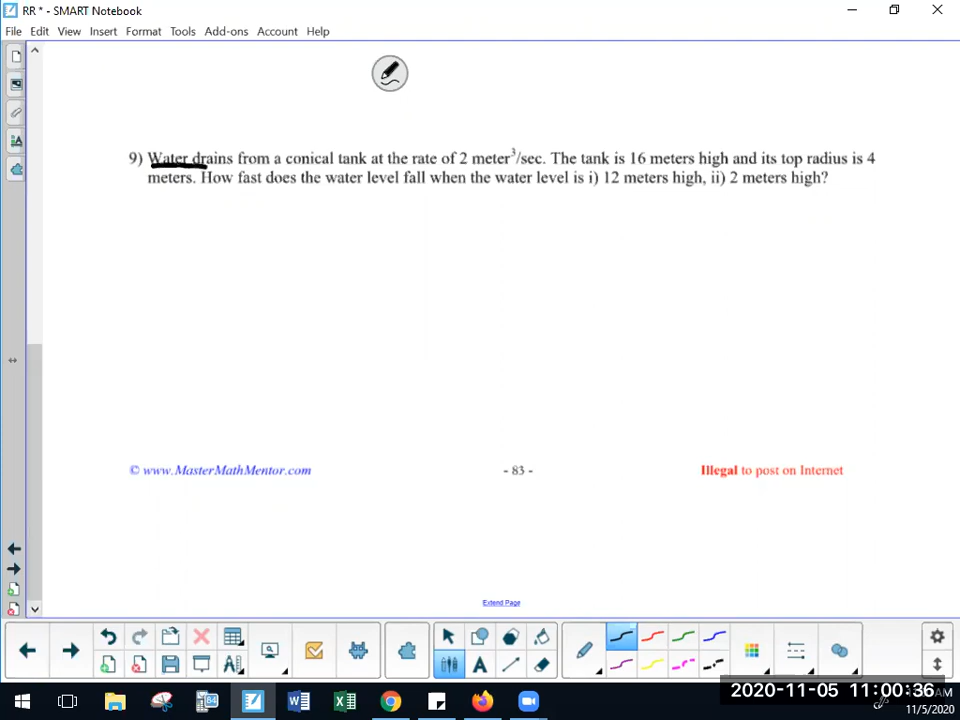 RR * - SMART Notebook
File Edit View Insert Format Tools Add-ons Account Help
9) Water drains from a conical tank at the rate of 2 meter³/sec. The tank is 16 meters high and its top radius is 4
meters. How fast does the water level fall when the water level is i) 12 meters high, ii) 2 meters high?
© www.MasterMathMentor.com - 83 - Illegal to post on Internet
Extend Page
2020-11-05 11:00:36
11/5/2020